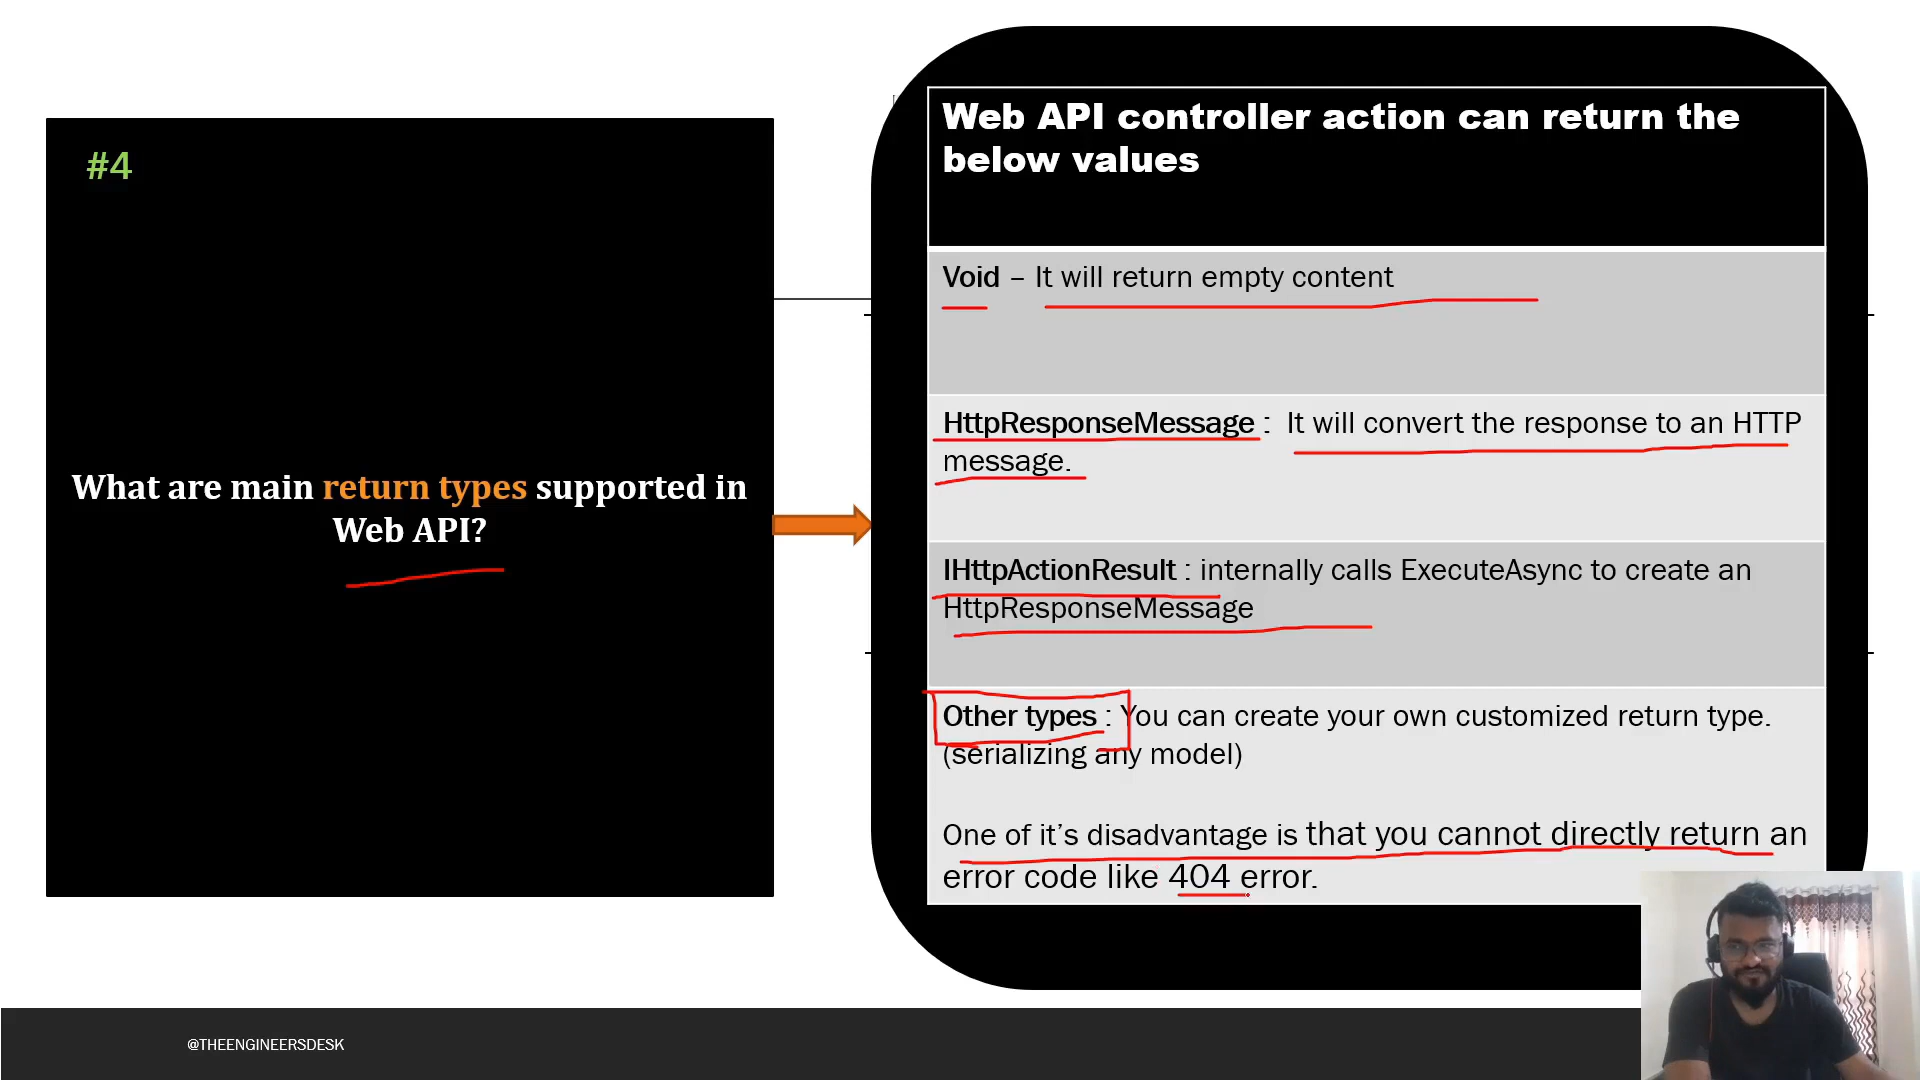 #4
What are main return types supported in
Web API?
Web API controller action can return the
below values
Void – It will return empty content
HttpResponseMessage :  It will convert the response to an HTTP
message.
IHttpActionResult : internally calls ExecuteAsync to create an
HttpResponseMessage
Other types : You can create your own customized return type.
(serializing any model)
One of it’s disadvantage is that you cannot directly return an
error code like 404 error.
@THEENGINEERSDESK